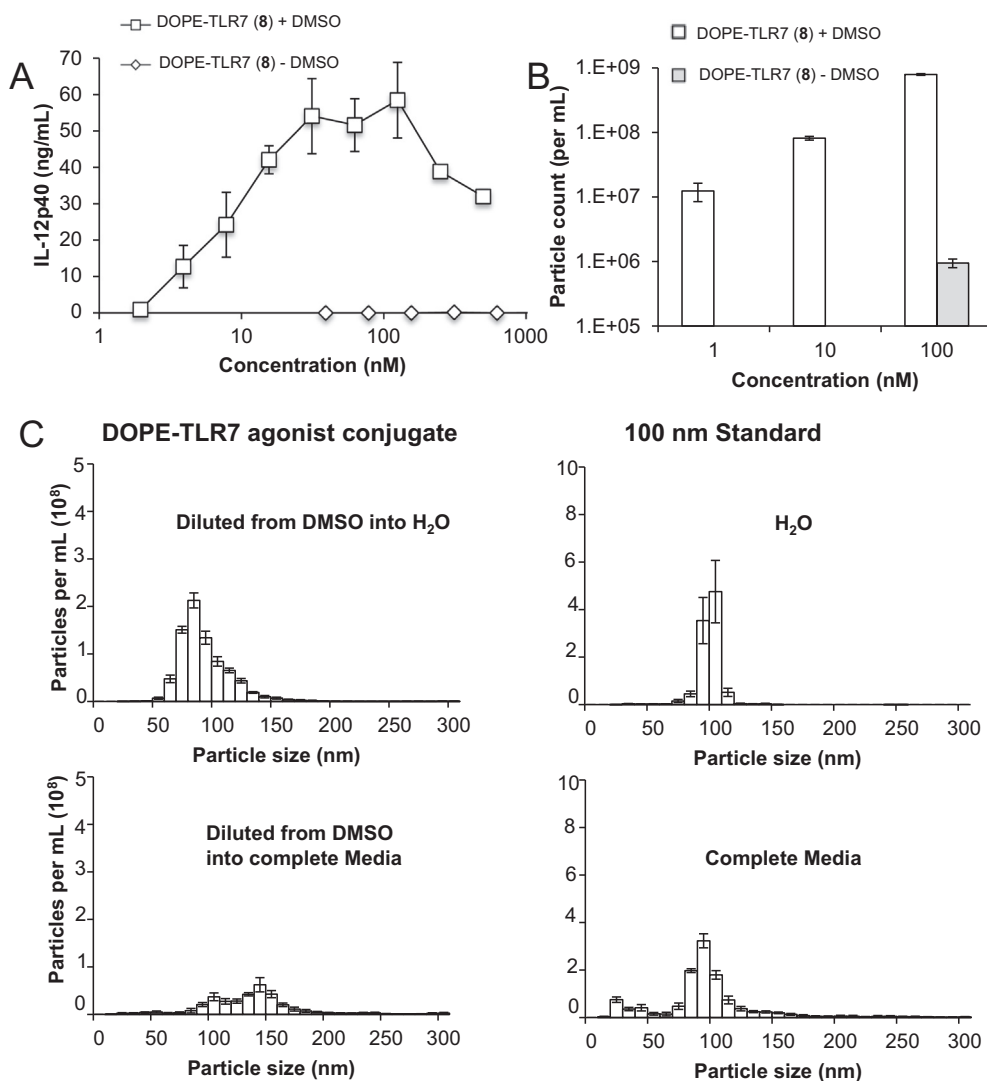 A
DOPE-TLR7 (8) + DMSO
DOPE-TLR7 (8) - DMSO
IL-12p40 (ng/mL)
70
60
50
40
30
20
10
0
1 10 100 1000
Concentration (nM)
B
DOPE-TLR7 (8) + DMSO
DOPE-TLR7 (8) - DMSO
Particle count (per mL)
1.E+09
1.E+08
1.E+07
1.E+06
1.E+05
1 10 100
Concentration (nM)
C
DOPE-TLR7 agonist conjugate
Particles per mL (10⁸)
5
4
3
2
1
0
Diluted from DMSO into H₂O
0 50 100 150 200 250 300
Particle size (nm)
100 nm Standard
10
8
6
4
2
0
H₂O
0 50 100 150 200 250 300
Particle size (nm)
Particles per mL (10⁸)
5
4
3
2
1
0
Diluted from DMSO
into complete Media
0 50 100 150 200 250 300
Particle size (nm)
10
8
6
4
2
0
Complete Media
0 50 100 150 200 250 300
Particle size (nm)